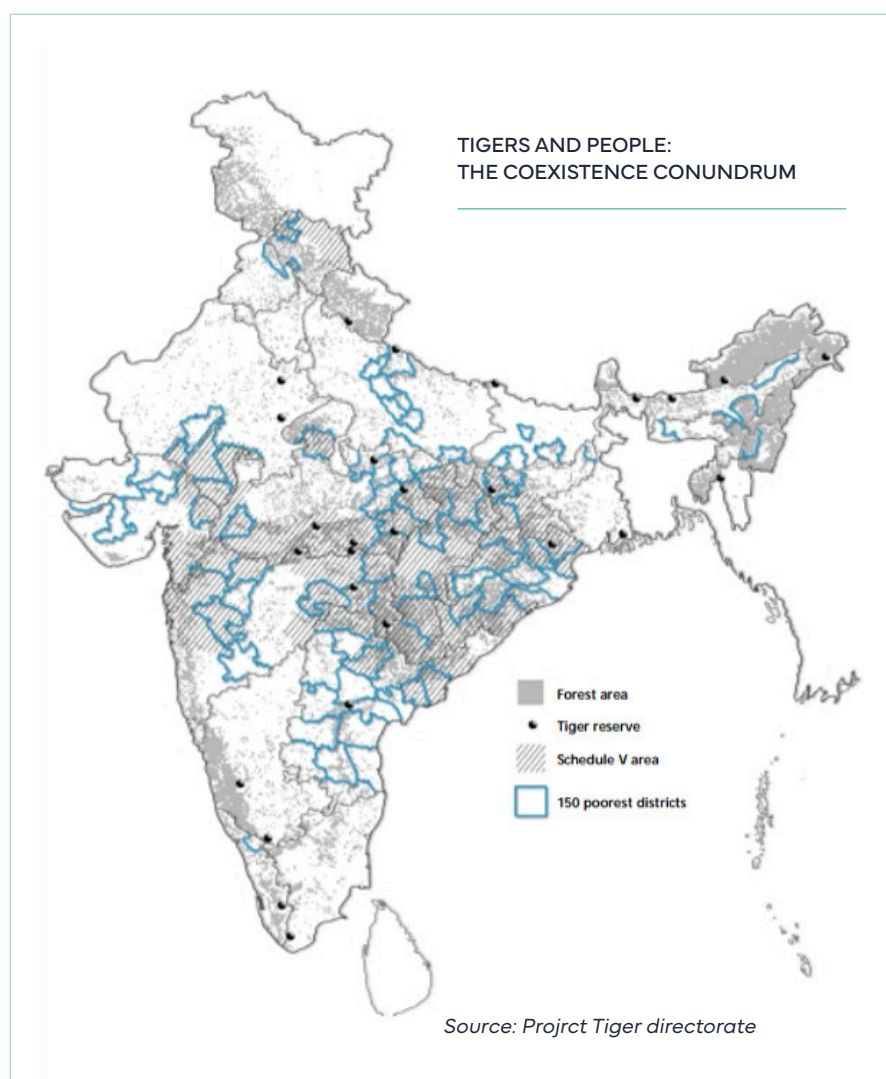 TIGERS AND PEOPLE:
THE COEXISTENCE CONUNDRUM
Forest area
Tiger reserve
Schedule V area
150 poorest districts
Source: Projrct Tiger directorate